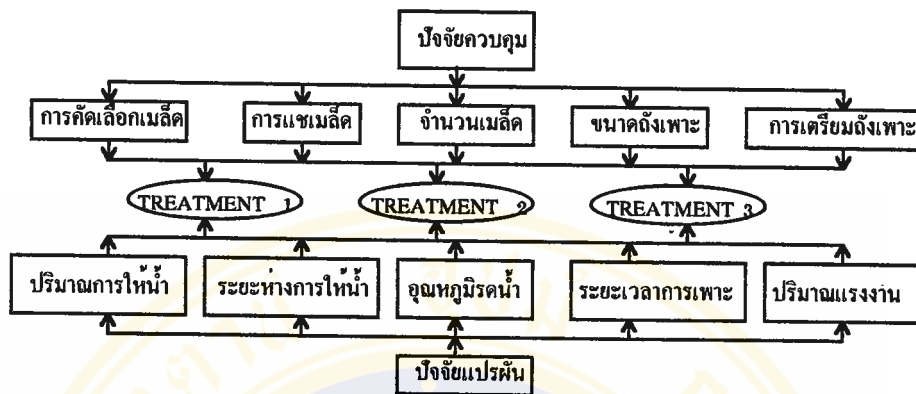 ปัจจัยควบคุม
การคัดเลือกเมล็ด การแช่เมล็ด จำนวนเมล็ด ขนาดถังเพาะ การเตรียมถังเพาะ
TREATMENT 1 TREATMENT 2 TREATMENT 3
ปริมาณการให้น้ำ ระยะห่างการให้น้ำ อุณหภูมิรดน้ำ ระยะเวลาการเพาะ ปริมาณแรงงาน
ปัจจัยแปรผัน